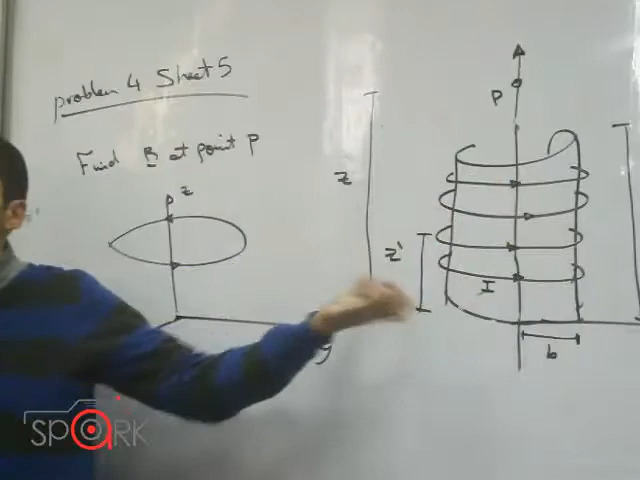 problem 4 Sheet 5
Find B at point P
z
y
z
z'
P
I
b
SPARK